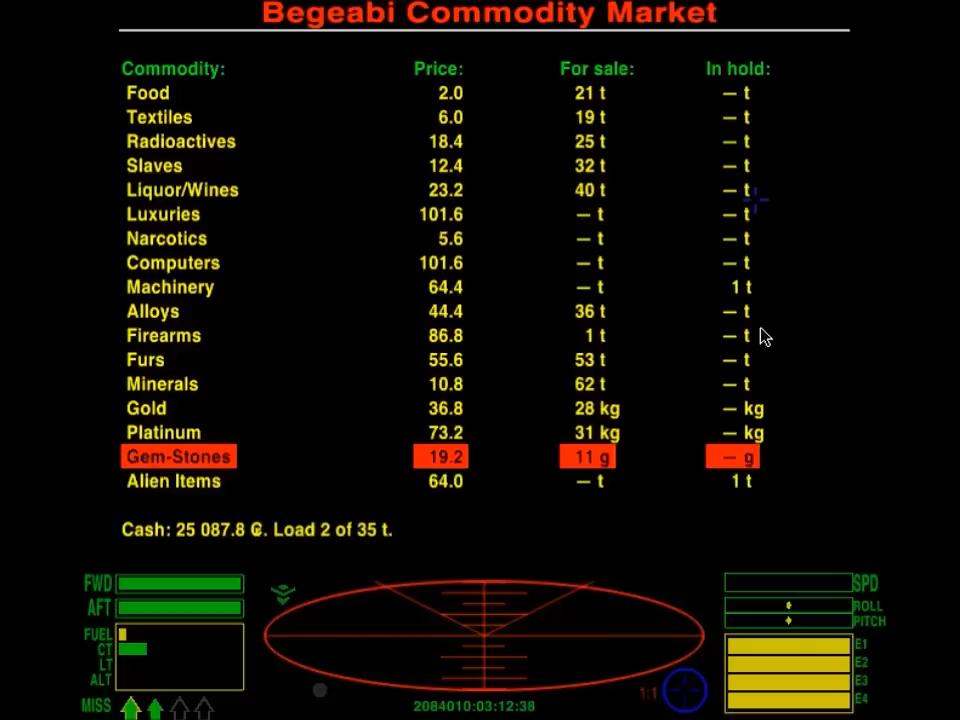 Begeabi Commodity Market
Commodity: Price: For sale: In hold:
Food 2.0 21 t — t
Textiles 6.0 19 t — t
Radioactives 18.4 25 t — t
Slaves 12.4 32 t — t
Liquor/Wines 23.2 40 t — t
Luxuries 101.6 — t — t
Narcotics 5.6 — t — t
Computers 101.6 — t — t
Machinery 64.4 — t 1 t
Alloys 44.4 36 t — t
Firearms 86.8 1 t — t
Furs 55.6 53 t — t
Minerals 10.8 62 t — t
Gold 36.8 28 kg — kg
Platinum 73.2 31 kg — kg
Gem-Stones 19.2 11 g — g
Alien Items 64.0 — t 1 t
Cash: 25 087.8 ₢. Load 2 of 35 t.
FWD SPD
AFT ROLL
PITCH
FUEL E1
CT E2
LT E3
ALT E4
MISS 2084010:03:12:38 1:1